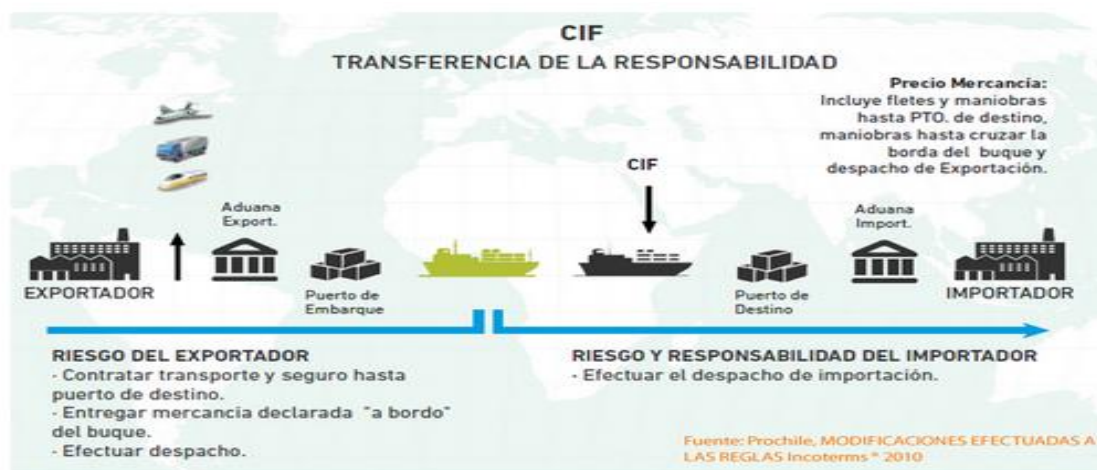 CIF
TRANSFERENCIA DE LA RESPONSABILIDAD
Precio Mercancía:
Incluye fletes y maniobras
hasta PTO. de destino,
maniobras hasta cruzar la
borda del buque y
despacho de Exportación.
CIF
Aduana
Export.
Aduana
Import.
EXPORTADOR
Puerto de
Embarque
Puerto de
Destino
IMPORTADOR
RIESGO DEL EXPORTADOR
- Contratar transporte y seguro hasta
puerto de destino.
- Entregar mercancía declarada "a bordo"
del buque.
- Efectuar despacho.
RIESGO Y RESPONSABILIDAD DEL IMPORTADOR
- Efectuar el despacho de importación.
Fuente: Prochile, MODIFICACIONES EFECTUADAS A
LAS REGLAS Incoterms ® 2010